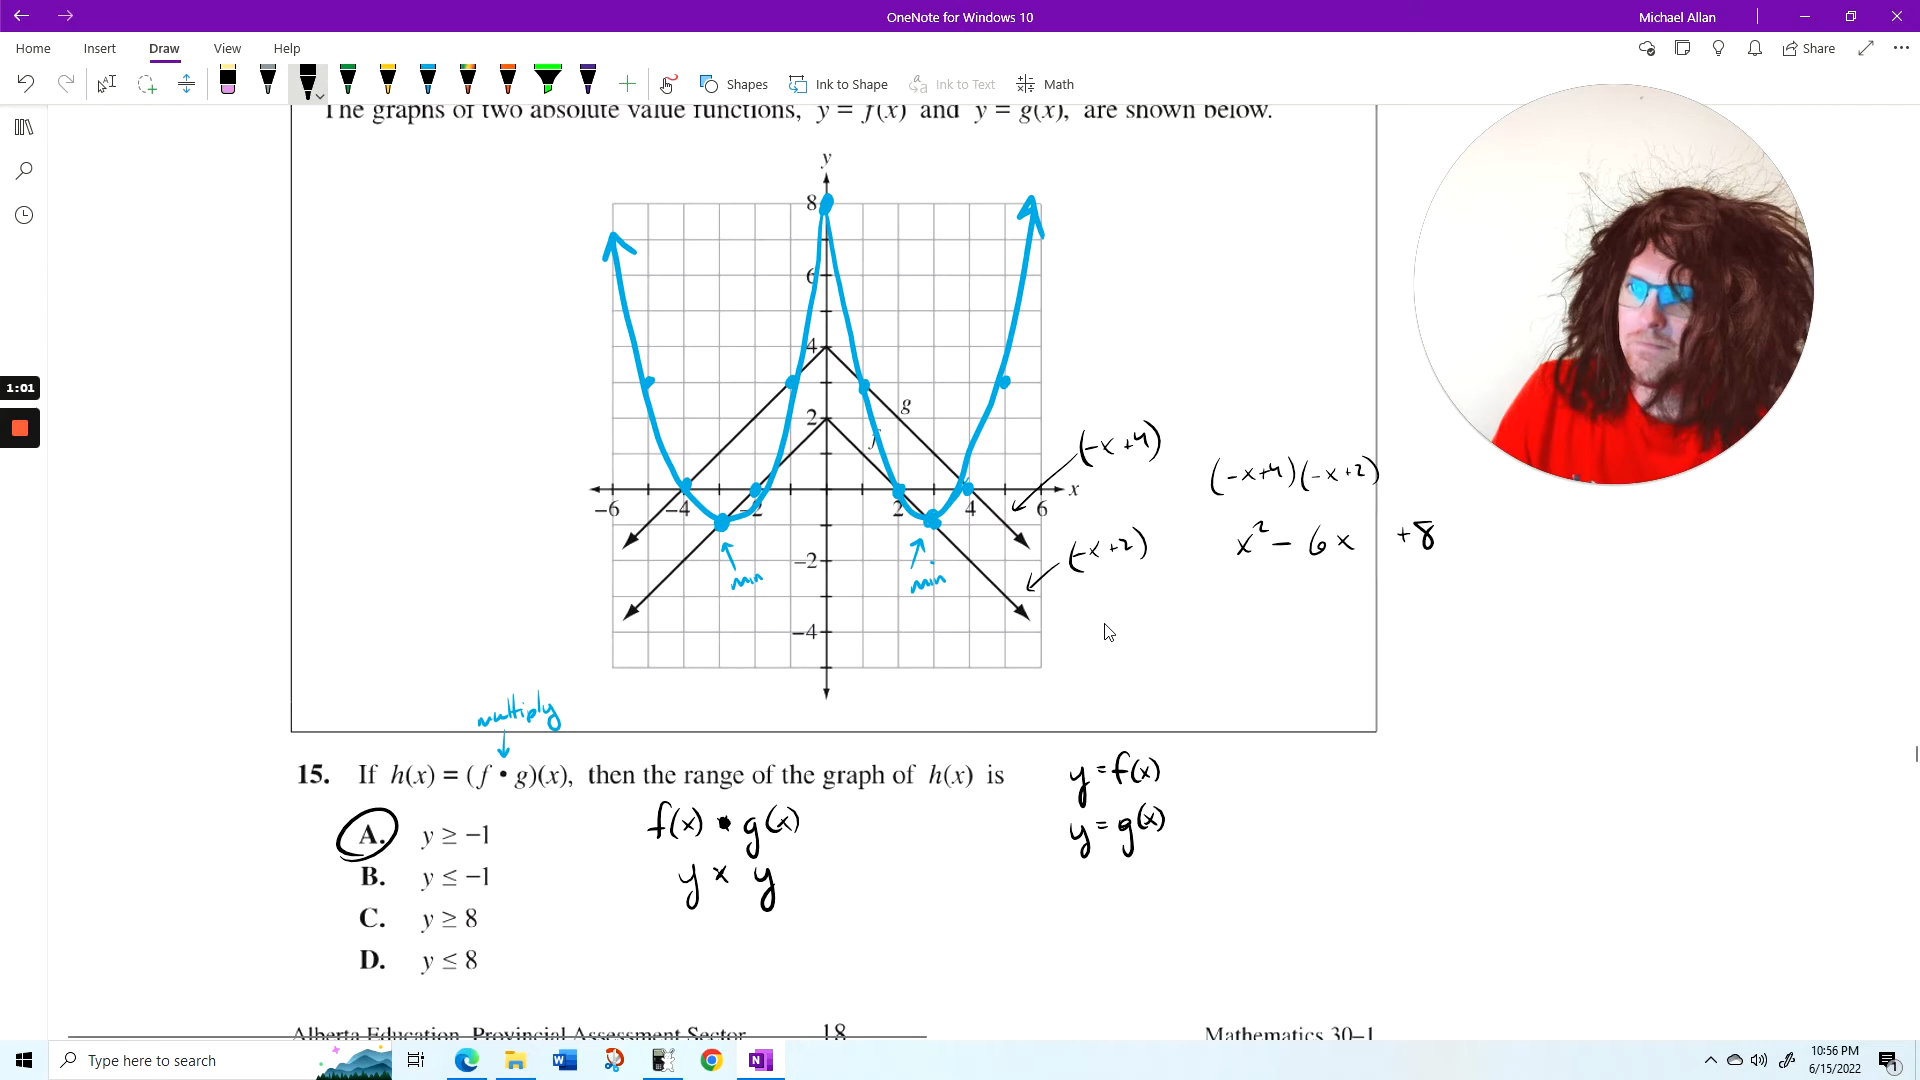 OneNote for Windows 10
Michael Allan
Home Insert Draw View Help
Share
Shapes Ink to Shape Ink to Text Math
The graphs of two absolute value functions, y = f(x) and y = g(x), are shown below.
y
8
6
4
2
g
f
(-x+4)
(-x+4)(-x+2)
x
-6 -4 -2 2 4 6
x² - 6x +8
(-x+2)
-2
min
min
-4
1:01
multiply
15. If h(x) = (f • g)(x), then the range of the graph of h(x) is
y = f(x)
y = g(x)
A. y ≥ −1
B. y ≤ −1
C. y ≥ 8
D. y ≤ 8
f(x) • g(x)
y × y
Alberta Education, Provincial Assessment Sector 18 Mathematics 30–1
Type here to search
10:56 PM
6/15/2022
1